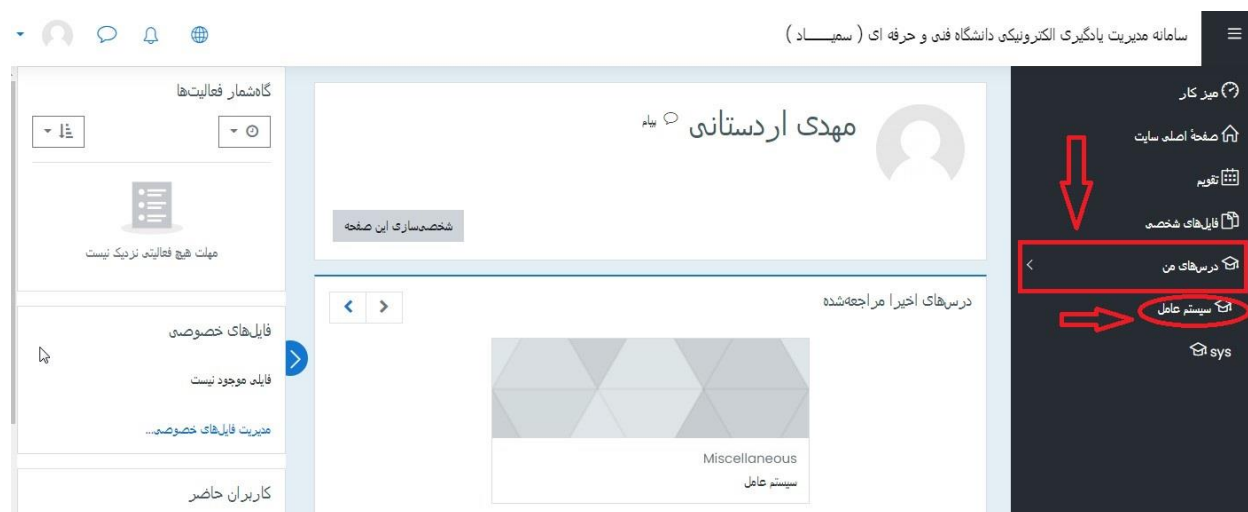 سامانه مدیریت یادگیری الکترونیکی دانشگاه فنی و حرفه ای ( سمیـــــاد )
میز کار
صفحهٔ اصلی سایت
تقویم
فایل‌های شخصی
درس‌های من
سیستم عامل
sys
مهدی اردستانی
پیام
شخصی‌سازی این صفحه
درس‌های اخیرا مراجعه‌شده
Miscellaneous
سیستم عامل
گاه‌شمار فعالیت‌ها
مهلت هیچ فعالیتی نزدیک نیست
فایل‌های خصوصی
فایلی موجود نیست
مدیریت فایل‌های خصوصی...
کاربران حاضر